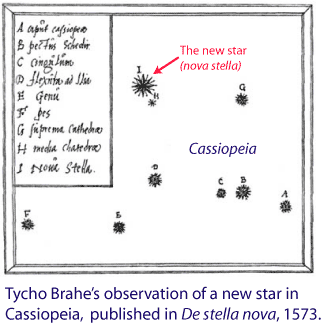 A caput cassiopeæ
B pectus Schedir
C Cingulum
D flexura ad Ilia
E Genu
F Pes
G suprema Cathedræ
H media chatedræ
I Nova Stella.
The new star
(nova stella)
I
H
G
Cassiopeia
D
C B
A
F
E
Tycho Brahe's observation of a new star in
Cassiopeia, published in De stella nova, 1573.